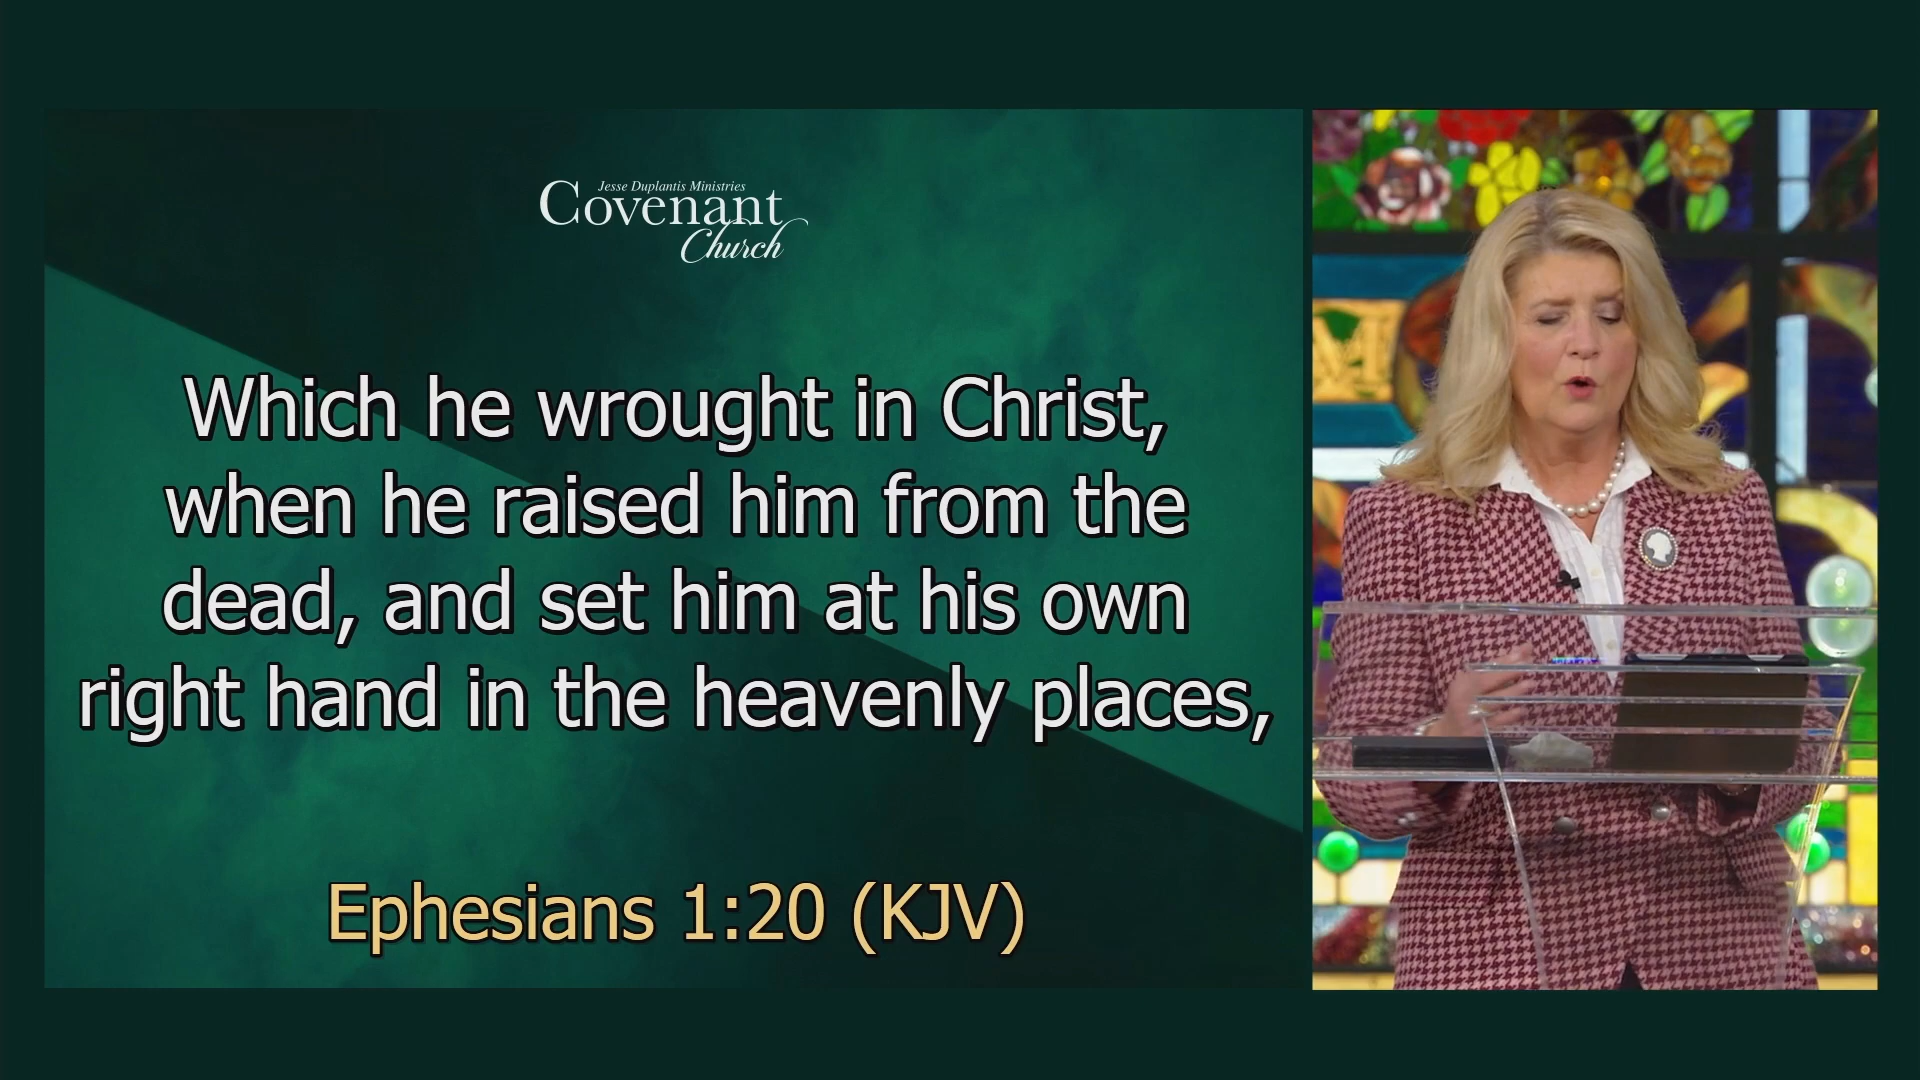 Jesse Duplantis Ministries
Covenant
Church
Which he wrought in Christ,
when he raised him from the
dead, and set him at his own
right hand in the heavenly places,
Ephesians 1:20 (KJV)